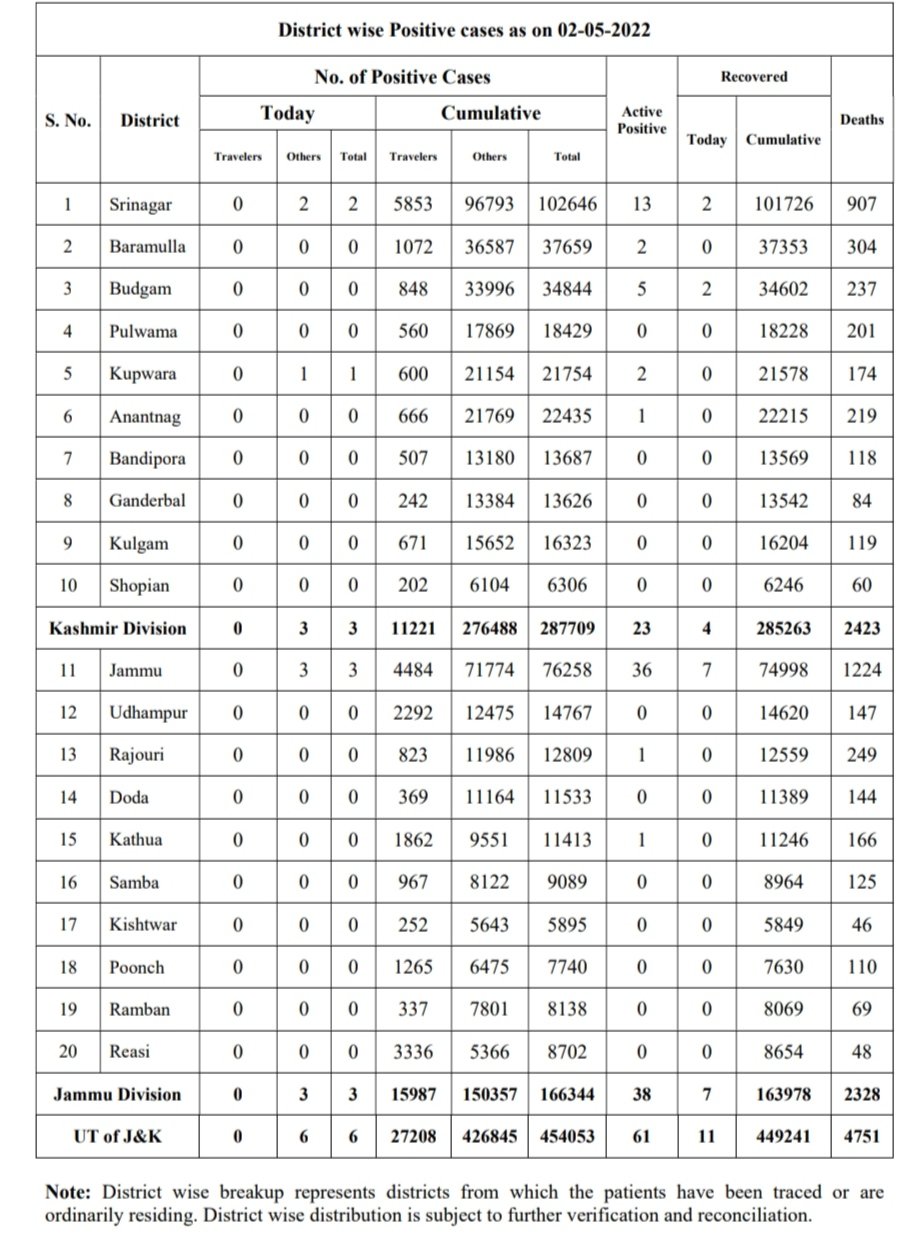 District wise Positive cases as on 02-05-2022
S. No. District No. of Positive Cases Active Positive Recovered Deaths
Today Cumulative Today Cumulative
Travelers Others Total Travelers Others Total
1 Srinagar 0 2 2 5853 96793 102646 13 2 101726 907
2 Baramulla 0 0 0 1072 36587 37659 2 0 37353 304
3 Budgam 0 0 0 848 33996 34844 5 2 34602 237
4 Pulwama 0 0 0 560 17869 18429 0 0 18228 201
5 Kupwara 0 1 1 600 21154 21754 2 0 21578 174
6 Anantnag 0 0 0 666 21769 22435 1 0 22215 219
7 Bandipora 0 0 0 507 13180 13687 0 0 13569 118
8 Ganderbal 0 0 0 242 13384 13626 0 0 13542 84
9 Kulgam 0 0 0 671 15652 16323 0 0 16204 119
10 Shopian 0 0 0 202 6104 6306 0 0 6246 60
Kashmir Division 0 3 3 11221 276488 287709 23 4 285263 2423
11 Jammu 0 3 3 4484 71774 76258 36 7 74998 1224
12 Udhampur 0 0 0 2292 12475 14767 0 0 14620 147
13 Rajouri 0 0 0 823 11986 12809 1 0 12559 249
14 Doda 0 0 0 369 11164 11533 0 0 11389 144
15 Kathua 0 0 0 1862 9551 11413 1 0 11246 166
16 Samba 0 0 0 967 8122 9089 0 0 8964 125
17 Kishtwar 0 0 0 252 5643 5895 0 0 5849 46
18 Poonch 0 0 0 1265 6475 7740 0 0 7630 110
19 Ramban 0 0 0 337 7801 8138 0 0 8069 69
20 Reasi 0 0 0 3336 5366 8702 0 0 8654 48
Jammu Division 0 3 3 15987 150357 166344 38 7 163978 2328
UT of J&K 0 6 6 27208 426845 454053 61 11 449241 4751
Note: District wise breakup represents districts from which the patients have been traced or are
ordinarily residing. District wise distribution is subject to further verification and reconciliation.